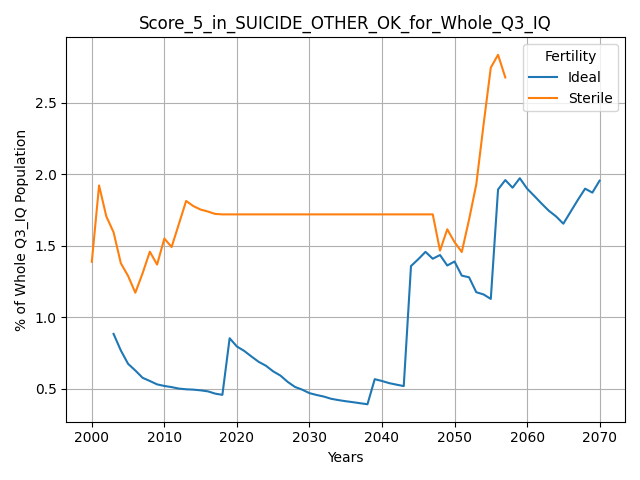 Score_5_in_SUICIDE_OTHER_OK_for_Whole_Q3_IQ
% of Whole Q3_IQ Population
2.5
2.0
1.5
1.0
0.5
2000
2010
2020
2030
2040
2050
2060
2070
Years
Fertility
Ideal
Sterile